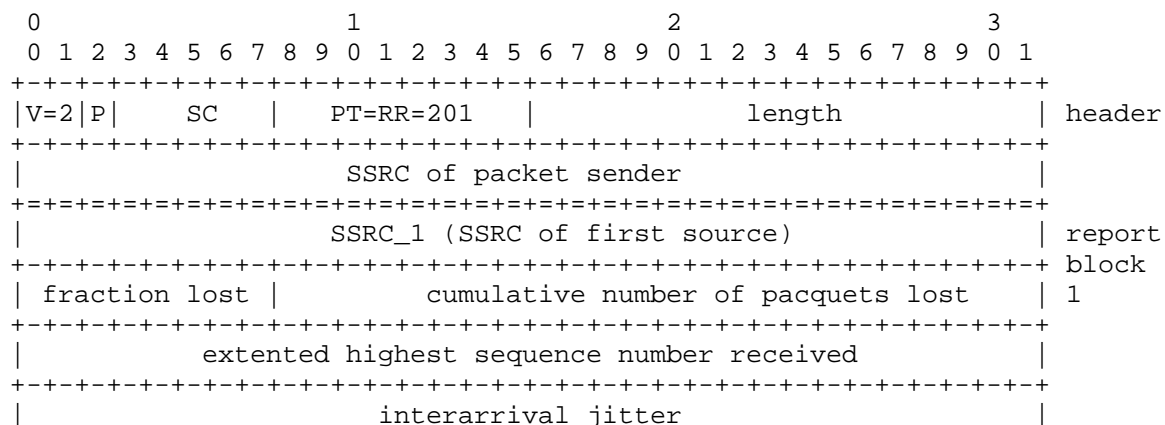 0                   1                   2                   3
 0 1 2 3 4 5 6 7 8 9 0 1 2 3 4 5 6 7 8 9 0 1 2 3 4 5 6 7 8 9 0 1
+-+-+-+-+-+-+-+-+-+-+-+-+-+-+-+-+-+-+-+-+-+-+-+-+-+-+-+-+-+-+-+-+
|V=2|P|    SC   |   PT=RR=201   |             length            | header
+-+-+-+-+-+-+-+-+-+-+-+-+-+-+-+-+-+-+-+-+-+-+-+-+-+-+-+-+-+-+-+-+
|                    SSRC of packet sender                      |
+=+=+=+=+=+=+=+=+=+=+=+=+=+=+=+=+=+=+=+=+=+=+=+=+=+=+=+=+=+=+=+=+
|                   SSRC_1 (SSRC of first source)               | report
+-+-+-+-+-+-+-+-+-+-+-+-+-+-+-+-+-+-+-+-+-+-+-+-+-+-+-+-+-+-+-+-+ block
| fraction lost |         cumulative number of pacquets lost    | 1
+-+-+-+-+-+-+-+-+-+-+-+-+-+-+-+-+-+-+-+-+-+-+-+-+-+-+-+-+-+-+-+-+
|           extented highest sequence number received           |
+-+-+-+-+-+-+-+-+-+-+-+-+-+-+-+-+-+-+-+-+-+-+-+-+-+-+-+-+-+-+-+-+
|                      interarrival jitter                      |